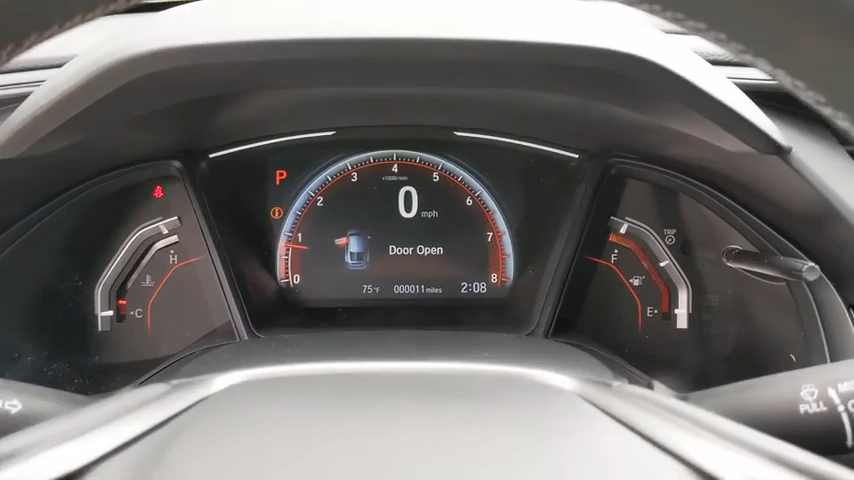 P
x1000r/min
0 1 2 3 4 5 6 7 8
0 mph
Door Open
75°F 000011 miles 2:08
H
C
TRIP
F
E
PULL